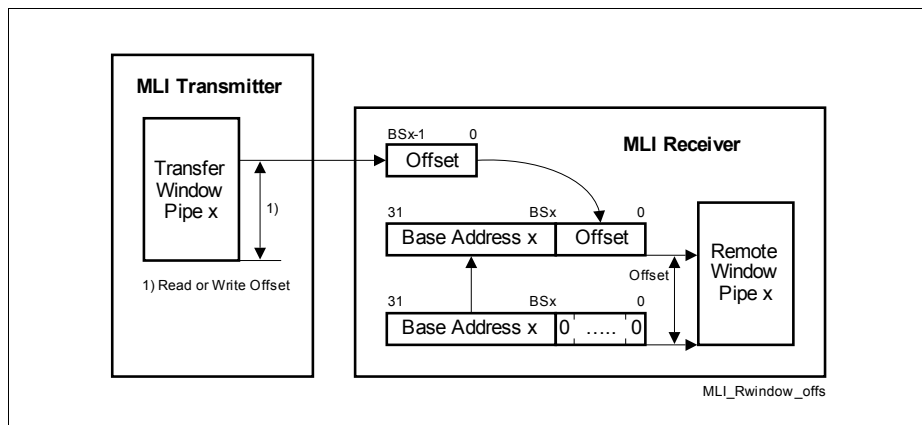 MLI Transmitter
Transfer
Window
Pipe x
1)
1) Read or Write Offset
MLI Receiver
BSx-1 0
Offset
31 BSx 0
Base Address x Offset
Offset
31 BSx 0
Base Address x 0 ..... 0
Remote
Window
Pipe x
MLI_Rwindow_offs